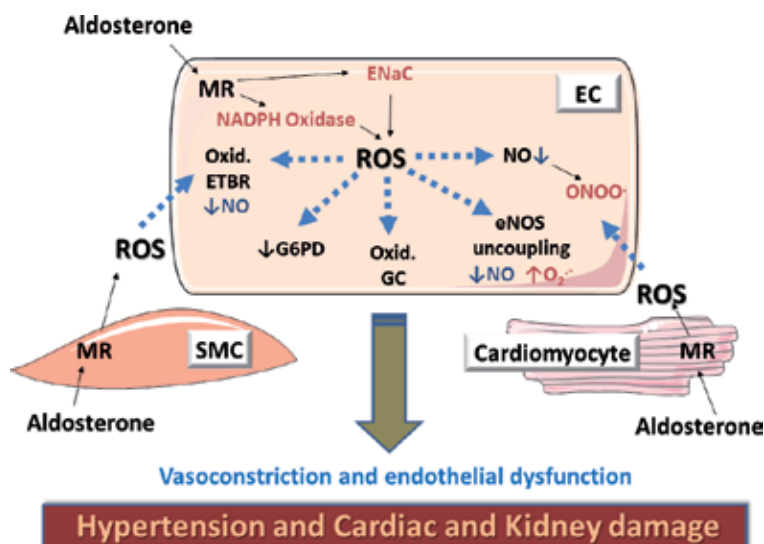 Aldosterone
MR
ENaC
EC
NADPH Oxidase
Oxid.
ETBR
↓NO
ROS
NO↓
ONOO-
↓G6PD
Oxid.
GC
eNOS
uncoupling
↓NO ↑O₂·-
ROS
ROS
MR
SMC
Aldosterone
Cardiomyocyte
MR
Aldosterone
Vasoconstriction and endothelial dysfunction
Hypertension and Cardiac and Kidney damage